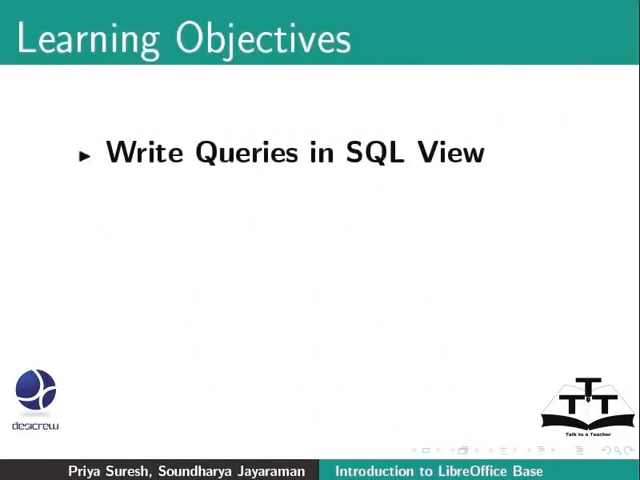 Learning Objectives
Write Queries in SQL View
desicrew
TTT
Talk to a Teacher
Priya Suresh, Soundharya Jayaraman Introduction to LibreOffice Base